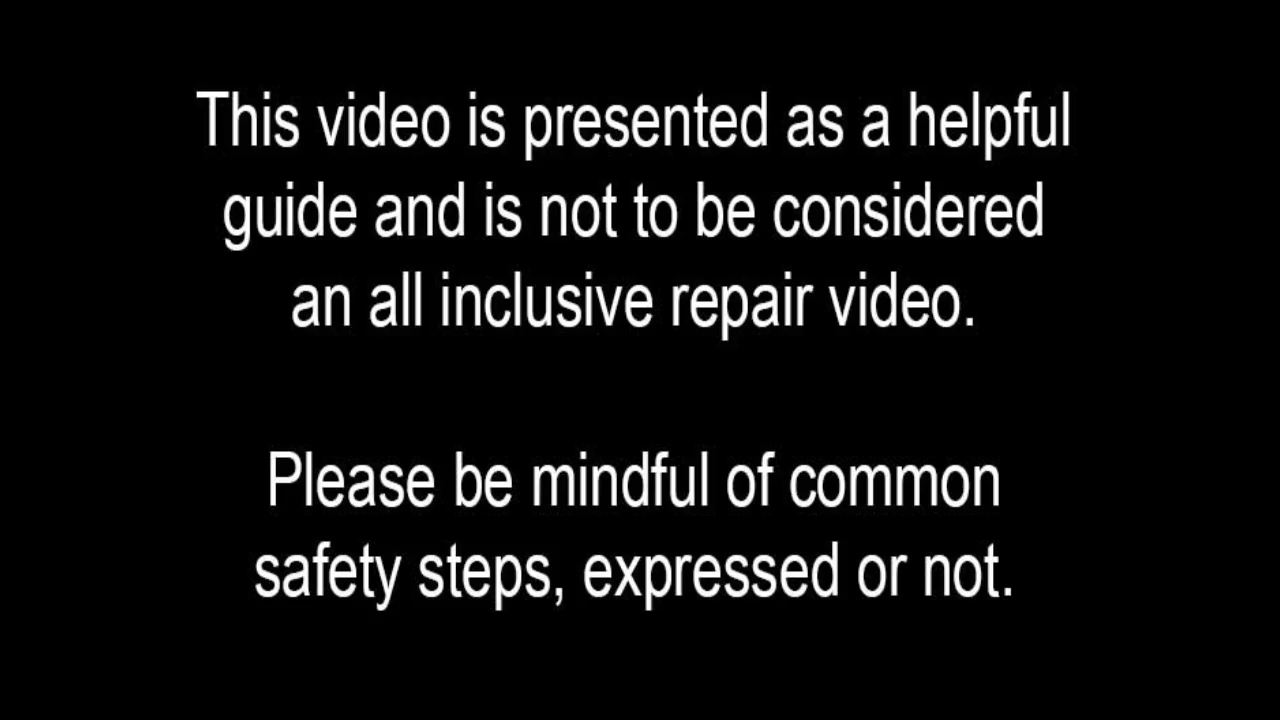 This video is presented as a helpful
guide and is not to be considered
an all inclusive repair video.
Please be mindful of common
safety steps, expressed or not.